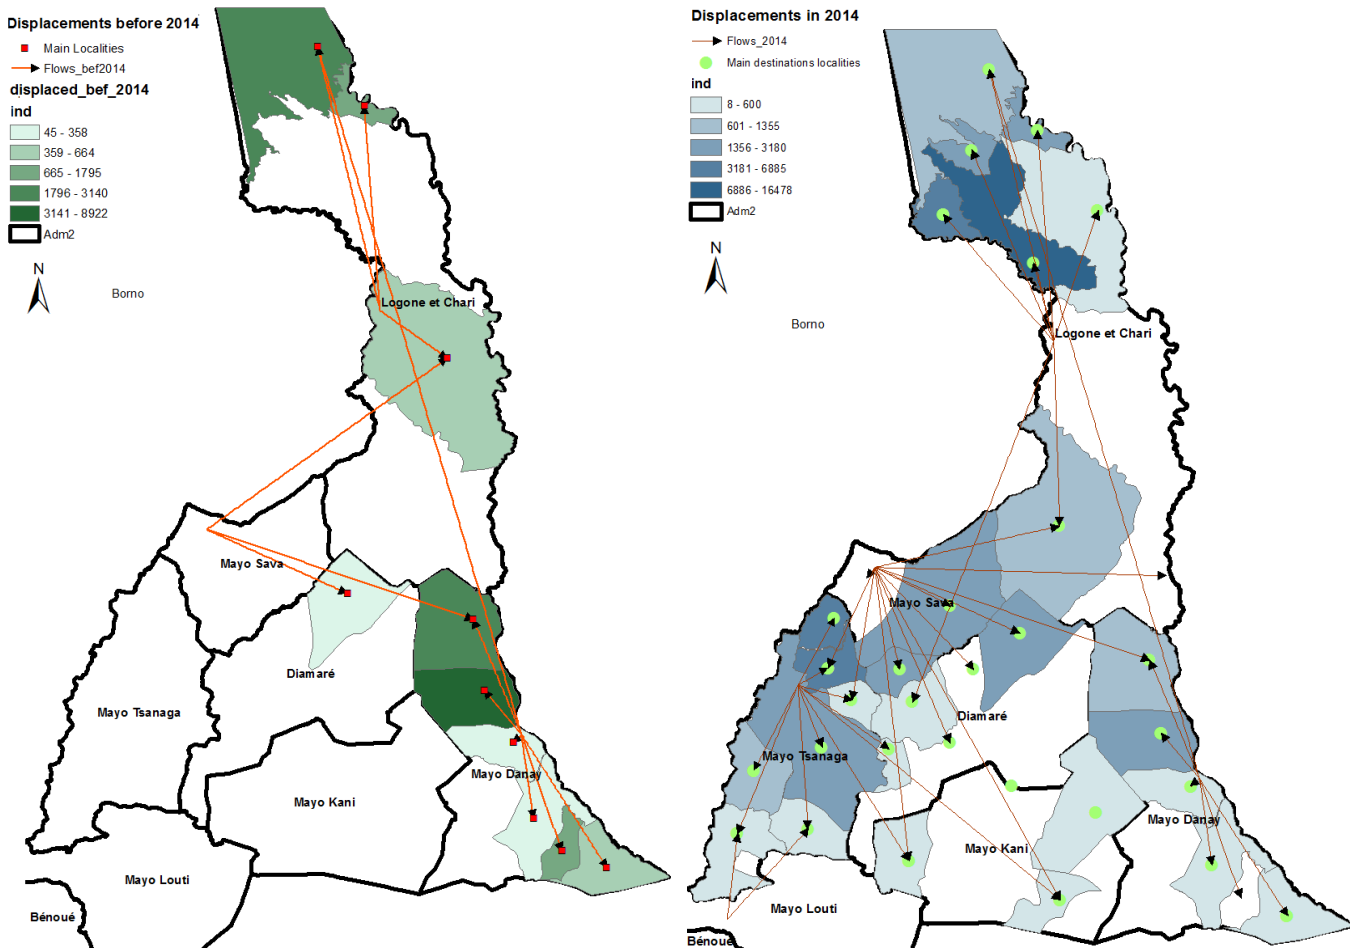 Displacements before 2014
Main Localities
Flows_bef2014
displaced_bef_2014
ind
45 - 358
359 - 664
665 - 1795
1796 - 3140
3141 - 8922
Adm2
N
Borno
Logone et Chari
Mayo Sava
Diamaré
Mayo Tsanaga
Mayo Danay
Mayo Kani
Mayo Louti
Bénoué
Displacements in 2014
Flows_2014
Main destinations localities
ind
8 - 600
601 - 1355
1356 - 3180
3181 - 6885
6886 - 16478
Adm2
N
Borno
Logone et Chari
Mayo Sava
Diamaré
Mayo Tsanaga
Mayo Danay
Mayo Kani
Mayo Louti
Bénoué